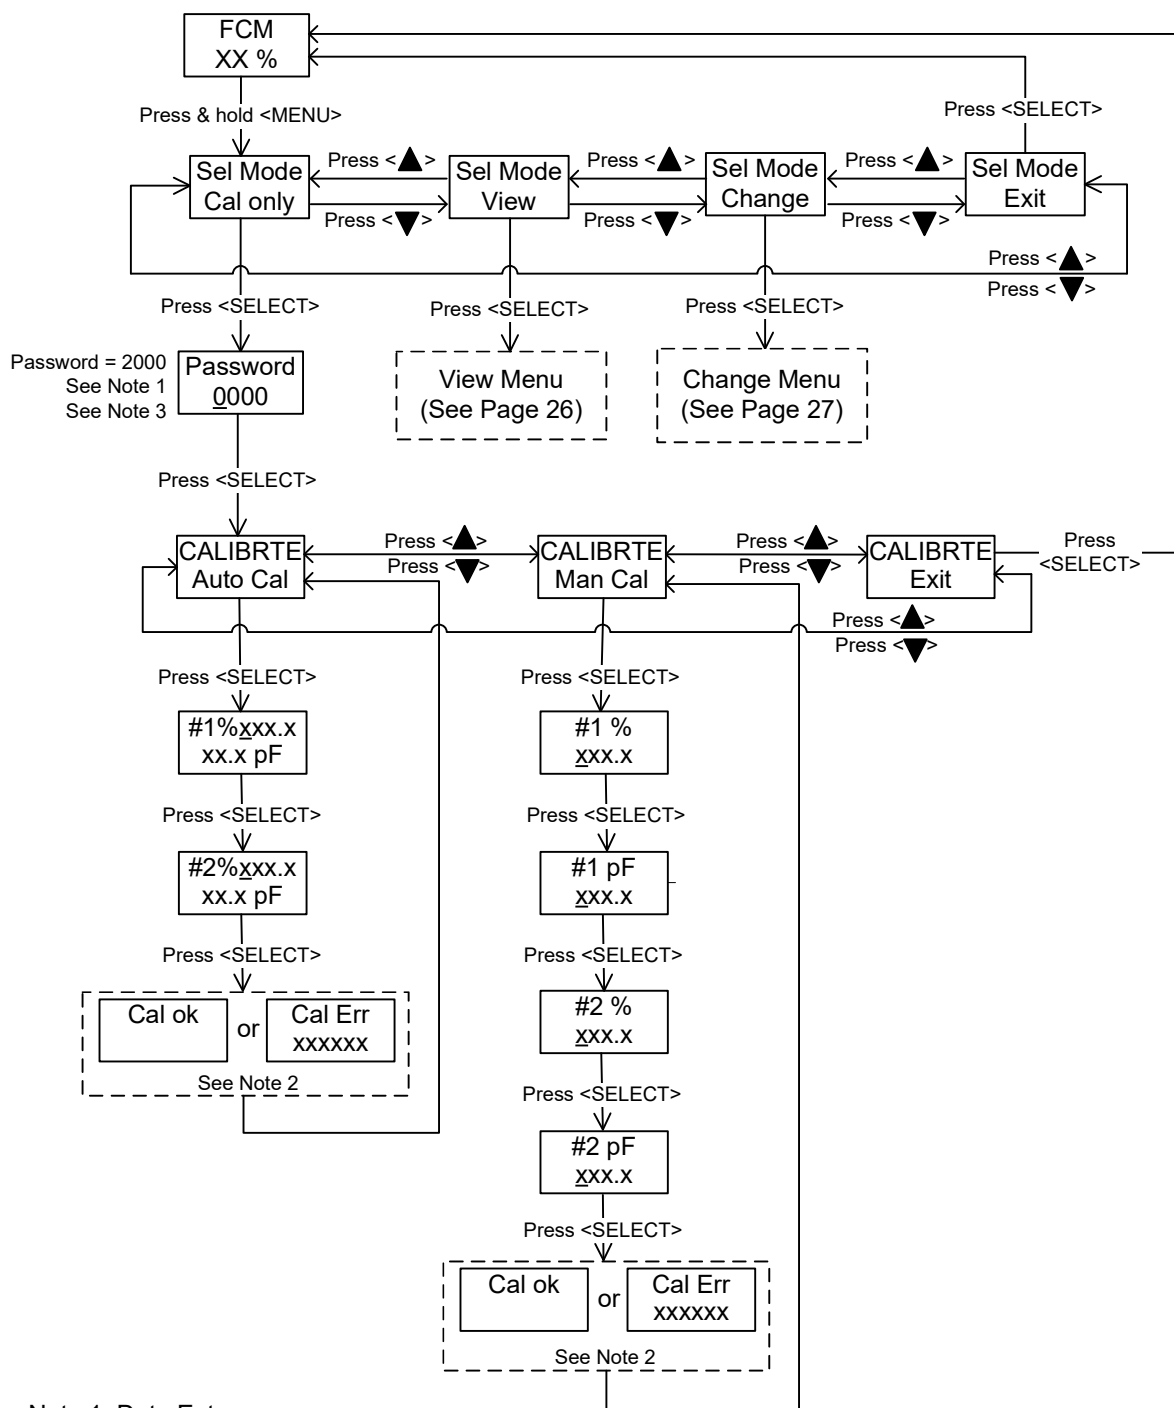 FCM
XX %
Press & hold <MENU>
Sel Mode
Cal only
Press <▲>
Press <▼>
Sel Mode
View
Press <▲>
Press <▼>
Sel Mode
Change
Press <▲>
Press <▼>
Sel Mode
Exit
Press <SELECT>
Press <▲>
Press <▼>
Press <SELECT>
Press <SELECT>
Press <SELECT>
Password = 2000
See Note 1
See Note 3
Password
0000
View Menu
(See Page 26)
Change Menu
(See Page 27)
Press <SELECT>
CALIBRTE
Auto Cal
Press <▲>
Press <▼>
CALIBRTE
Man Cal
Press <▲>
Press <▼>
CALIBRTE
Exit
Press
<SELECT>
Press <▲>
Press <▼>
Press <SELECT>
#1%xxx.x
xx.x pF
Press <SELECT>
#2%xxx.x
xx.x pF
Press <SELECT>
Cal ok
or
Cal Err
xxxxxx
See Note 2
Press <SELECT>
#1 %
xxx.x
Press <SELECT>
#1 pF
xxx.x
Press <SELECT>
#2 %
xxx.x
Press <SELECT>
#2 pF
xxx.x
Press <SELECT>
Cal ok
or
Cal Err
xxxxxx
See Note 2